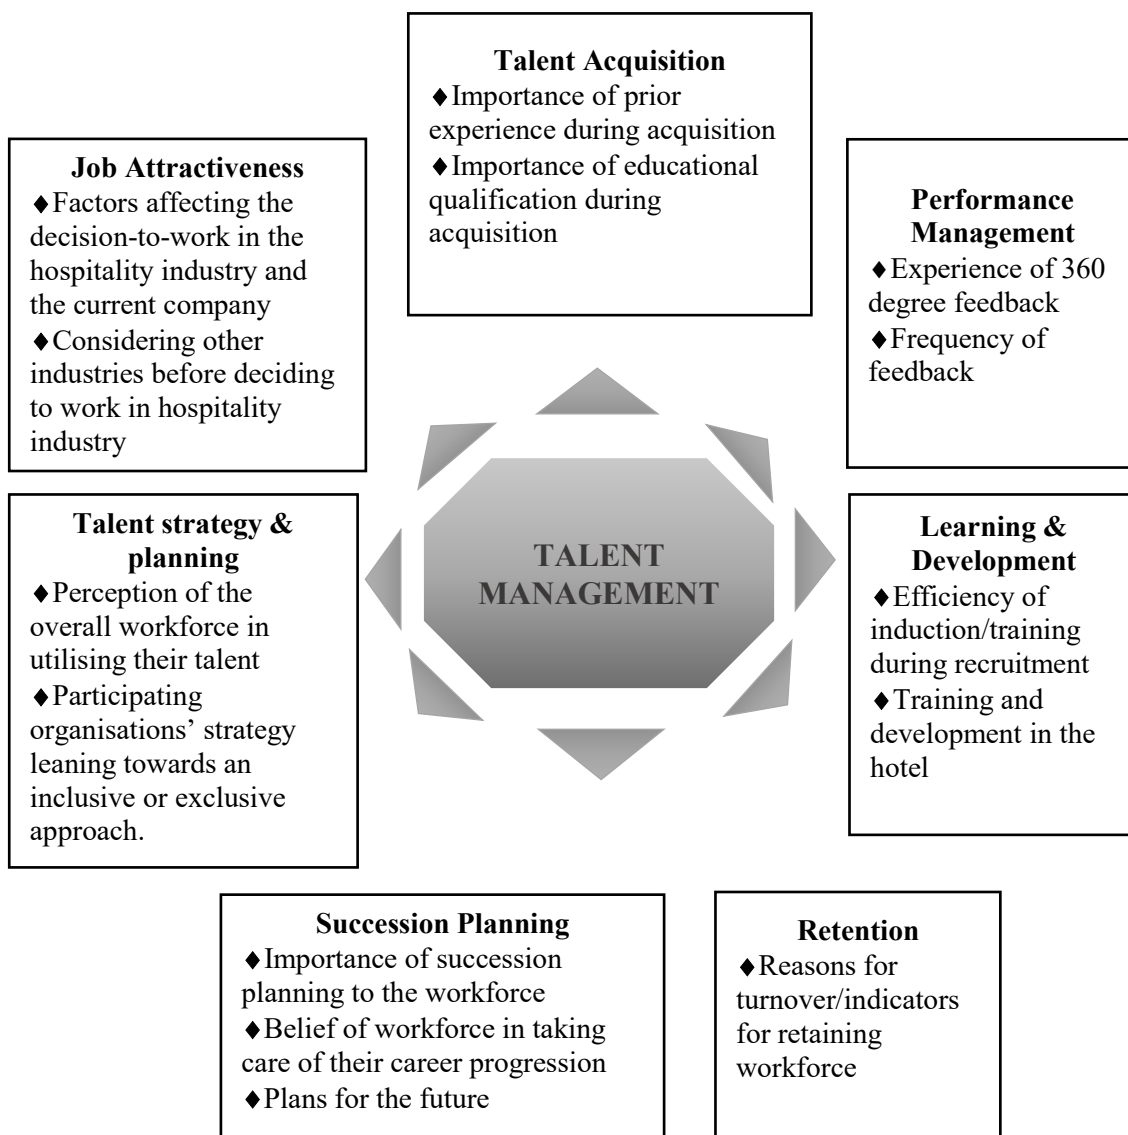 Talent Acquisition
♦Importance of prior
experience during acquisition
♦Importance of educational
qualification during
acquisition
Job Attractiveness
♦Factors affecting the
decision-to-work in the
hospitality industry and
the current company
♦Considering other
industries before deciding
to work in hospitality
industry
Performance
Management
♦Experience of 360
degree feedback
♦Frequency of
feedback
Talent strategy &
planning
♦Perception of the
overall workforce in
utilising their talent
♦Participating
organisations’ strategy
leaning towards an
inclusive or exclusive
approach.
TALENT
MANAGEMENT
Learning &
Development
♦Efficiency of
induction/training
during recruitment
♦Training and
development in the
hotel
Succession Planning
♦Importance of succession
planning to the workforce
♦Belief of workforce in taking
care of their career progression
♦Plans for the future
Retention
♦Reasons for
turnover/indicators
for retaining
workforce